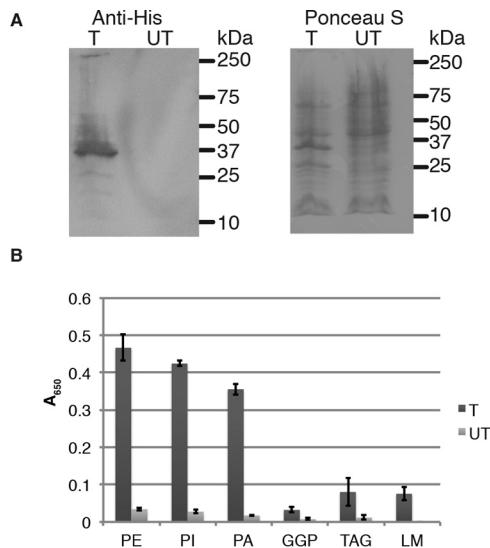 A
Anti-His
Ponceau S
T UT kDa
T UT kDa
250
75
50
37
25
10
250
75
50
37
25
10
B
0.6
0.5
0.4
0.3
0.2
0.1
0
A650
T
UT
PE PI PA GGP TAG LM